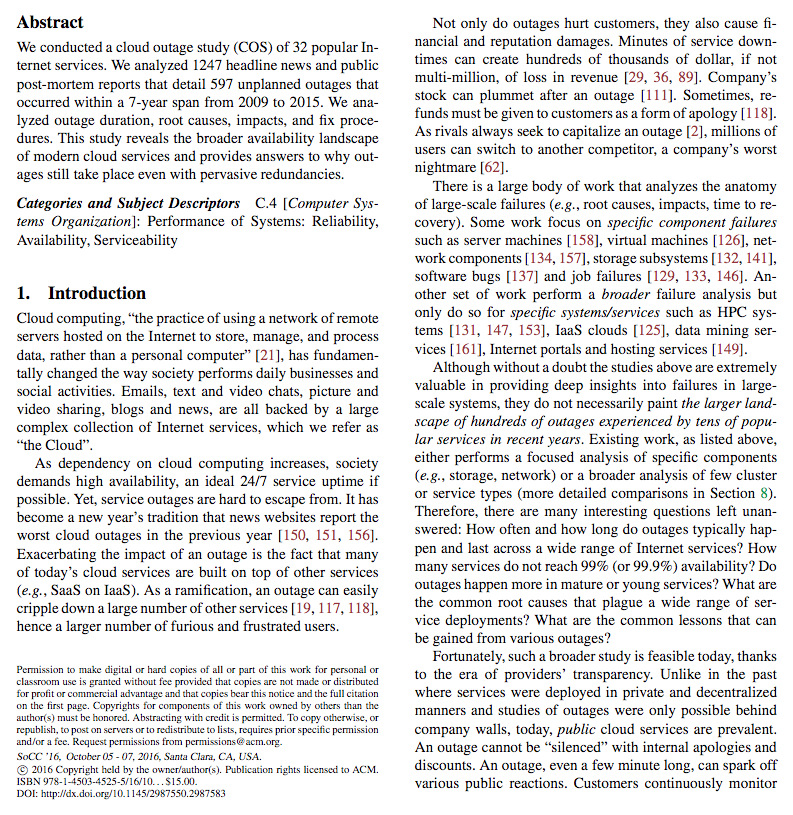 Abstract
We conducted a cloud outage study (COS) of 32 popular In-
ternet services. We analyzed 1247 headline news and public
post-mortem reports that detail 597 unplanned outages that
occurred within a 7-year span from 2009 to 2015. We ana-
lyzed outage duration, root causes, impacts, and fix proce-
dures. This study reveals the broader availability landscape
of modern cloud services and provides answers to why out-
ages still take place even with pervasive redundancies.
Categories and Subject Descriptors C.4 [Computer Sys-
tems Organization]: Performance of Systems: Reliability,
Availability, Serviceability
1. Introduction
Cloud computing, “the practice of using a network of remote
servers hosted on the Internet to store, manage, and process
data, rather than a personal computer” [21], has fundamen-
tally changed the way society performs daily businesses and
social activities. Emails, text and video chats, picture and
video sharing, blogs and news, are all backed by a large
complex collection of Internet services, which we refer as
“the Cloud”.
As dependency on cloud computing increases, society
demands high availability, an ideal 24/7 service uptime if
possible. Yet, service outages are hard to escape from. It has
become a new year’s tradition that news websites report the
worst cloud outages in the previous year [150, 151, 156].
Exacerbating the impact of an outage is the fact that many
of today’s cloud services are built on top of other services
(e.g., SaaS on IaaS). As a ramification, an outage can easily
cripple down a large number of other services [19, 117, 118],
hence a larger number of furious and frustrated users.
Permission to make digital or hard copies of all or part of this work for personal or
classroom use is granted without fee provided that copies are not made or distributed
for profit or commercial advantage and that copies bear this notice and the full citation
on the first page. Copyrights for components of this work owned by others than the
author(s) must be honored. Abstracting with credit is permitted. To copy otherwise, or
republish, to post on servers or to redistribute to lists, requires prior specific permission
and/or a fee. Request permissions from permissions@acm.org.
SoCC ’16, October 05 - 07, 2016, Santa Clara, CA, USA.
© 2016 Copyright held by the owner/author(s). Publication rights licensed to ACM.
ISBN 978-1-4503-4525-5/16/10. . . $15.00.
DOI: http://dx.doi.org/10.1145/2987550.2987583
Not only do outages hurt customers, they also cause fi-
nancial and reputation damages. Minutes of service down-
times can create hundreds of thousands of dollar, if not
multi-million, of loss in revenue [29, 36, 89]. Company’s
stock can plummet after an outage [111]. Sometimes, re-
funds must be given to customers as a form of apology [118].
As rivals always seek to capitalize an outage [2], millions of
users can switch to another competitor, a company’s worst
nightmare [62].
There is a large body of work that analyzes the anatomy
of large-scale failures (e.g., root causes, impacts, time to re-
covery). Some work focus on specific component failures
such as server machines [158], virtual machines [126], net-
work components [134, 157], storage subsystems [132, 141],
software bugs [137] and job failures [129, 133, 146]. An-
other set of work perform a broader failure analysis but
only do so for specific systems/services such as HPC sys-
tems [131, 147, 153], IaaS clouds [125], data mining ser-
vices [161], Internet portals and hosting services [149].
Although without a doubt the studies above are extremely
valuable in providing deep insights into failures in large-
scale systems, they do not necessarily paint the larger land-
scape of hundreds of outages experienced by tens of popu-
lar services in recent years. Existing work, as listed above,
either performs a focused analysis of specific components
(e.g., storage, network) or a broader analysis of few cluster
or service types (more detailed comparisons in Section 8).
Therefore, there are many interesting questions left unan-
swered: How often and how long do outages typically hap-
pen and last across a wide range of Internet services? How
many services do not reach 99% (or 99.9%) availability? Do
outages happen more in mature or young services? What are
the common root causes that plague a wide range of ser-
vice deployments? What are the common lessons that can
be gained from various outages?
Fortunately, such a broader study is feasible today, thanks
to the era of providers’ transparency. Unlike in the past
where services were deployed in private and decentralized
manners and studies of outages were only possible behind
company walls, today, public cloud services are prevalent.
An outage cannot be “silenced” with internal apologies and
discounts. An outage, even a few minute long, can spark off
various public reactions. Customers continuously monitor